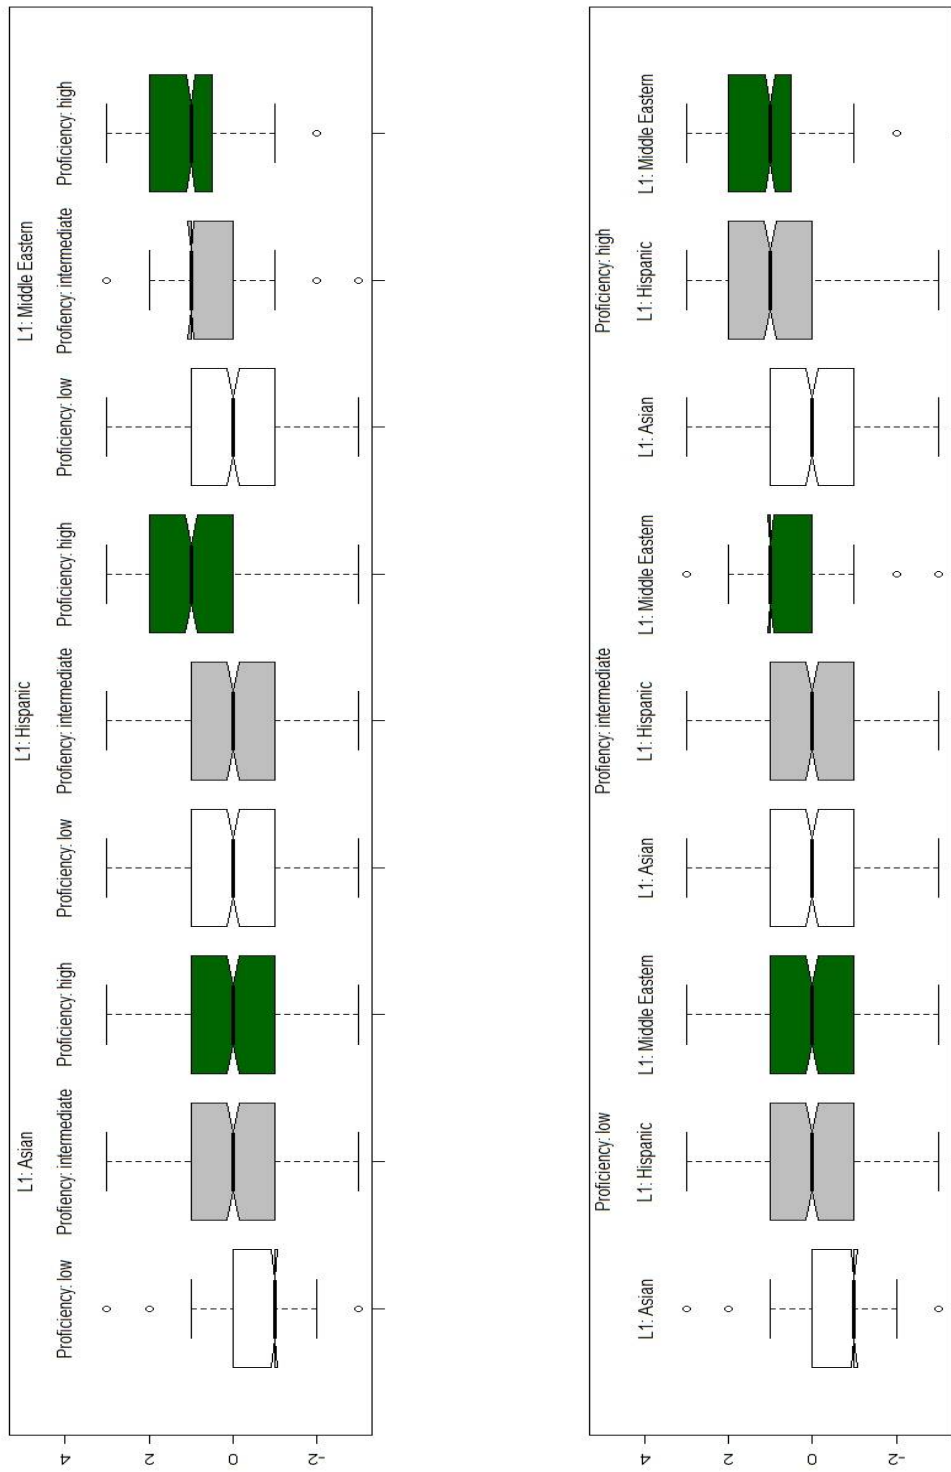 L1: Asian L1: Hispanic L1: Middle Eastern
4
Proficiency: low Profiency: intermediate Proficiency: high Proficiency: low Profiency: intermediate Proficiency: high Proficiency: low Profiency: intermediate Proficiency: high
2
0
-2
Proficiency: low Profiency: intermediate Proficiency: high
4
L1: Asian L1: Hispanic L1: Middle Eastern L1: Asian L1: Hispanic L1: Middle Eastern L1: Asian L1: Hispanic L1: Middle Eastern
2
0
-2